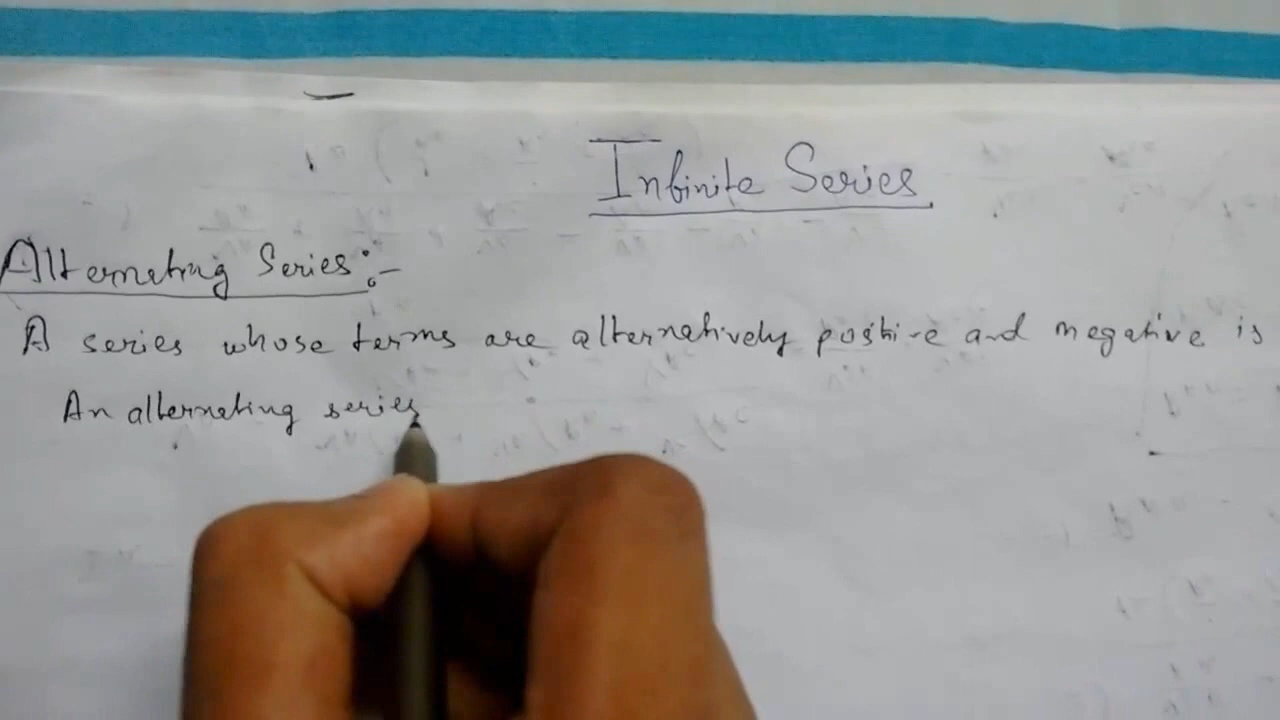 Infinite Series
Alternating Series:-
A series whose terms are alternatively positive and negative is
An alternating series